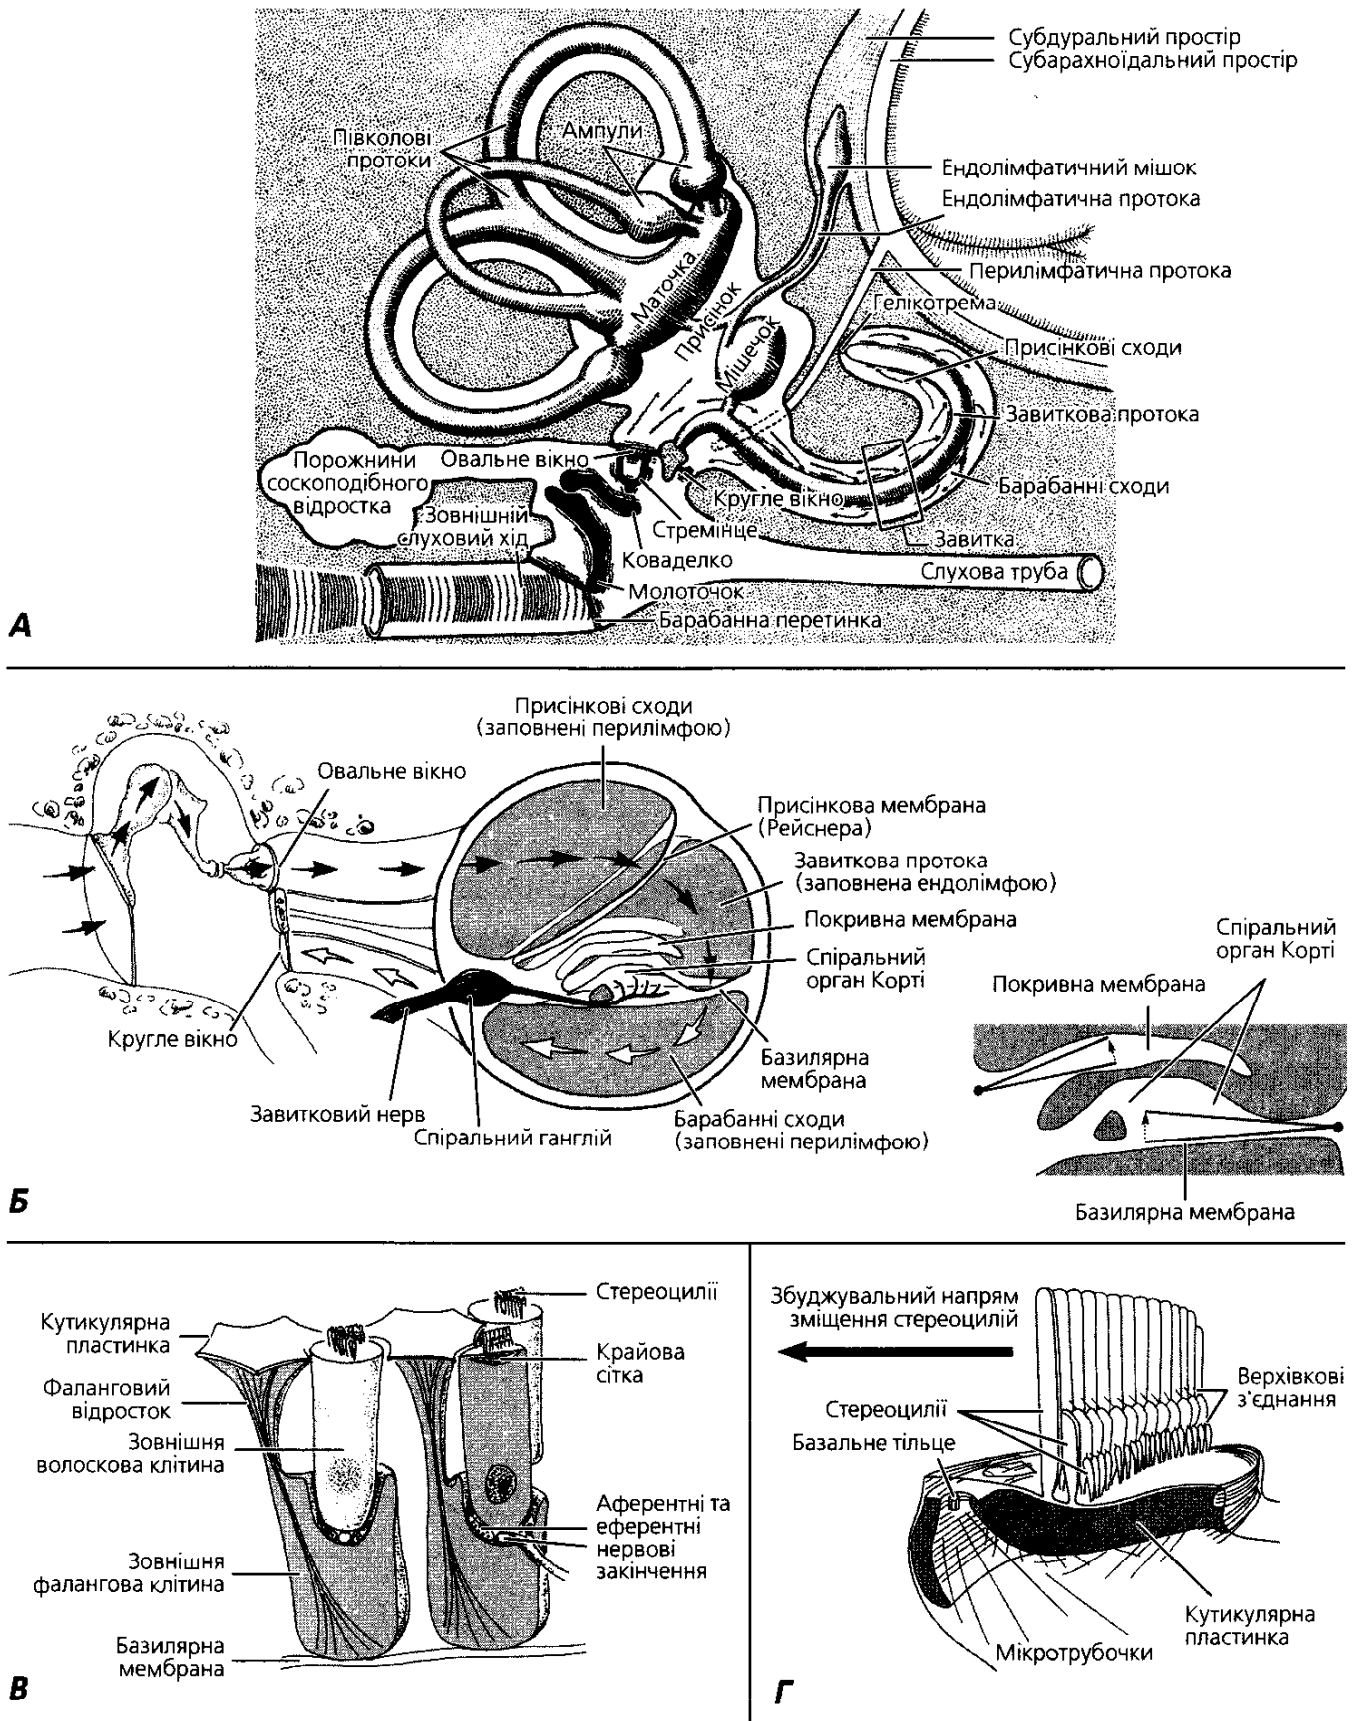 Субдуральний простір
Субарахноїдальний простір
Півколові
протоки
Ампули
Ендолімфатичний мішок
Ендолімфатична протока
Перилімфатична протока
Гелікотрема
Маточка
Присінок
Мішечок
Присінкові сходи
Завиткова протока
Порожнини
соскоподібного
відростка
Овальне вікно
Кругле вікно
Барабанні сходи
Зовнішній
слуховий хід
Стремінце
Завитка
Коваделко
Слухова труба
Молоточок
Барабанна перетинка
А
Присінкові сходи
(заповнені перилімфою)
Овальне вікно
Присінкова мембрана
(Рейснера)
Завиткова протока
(заповнена ендолімфою)
Покривна мембрана
Спіральний
орган Корті
Кругле вікно
Базилярна
мембрана
Завитковий нерв
Спіральний ганглій
Барабанні сходи
(заповнені перилімфою)
Спіральний
орган Корті
Покривна мембрана
Базилярна мембрана
Б
Стереоцилії
Кутикулярна
пластинка
Крайова
сітка
Фаланговий
відросток
Зовнішня
волоскова клітина
Аферентні та
еферентні
нервові
закінчення
Зовнішня
фалангова клітина
Базилярна
мембрана
В
Збуджувальний напрям
зміщення стереоцилій
Верхівкові
з'єднання
Стереоцилії
Базальне тільце
Кутикулярна
пластинка
Мікротрубочки
Г